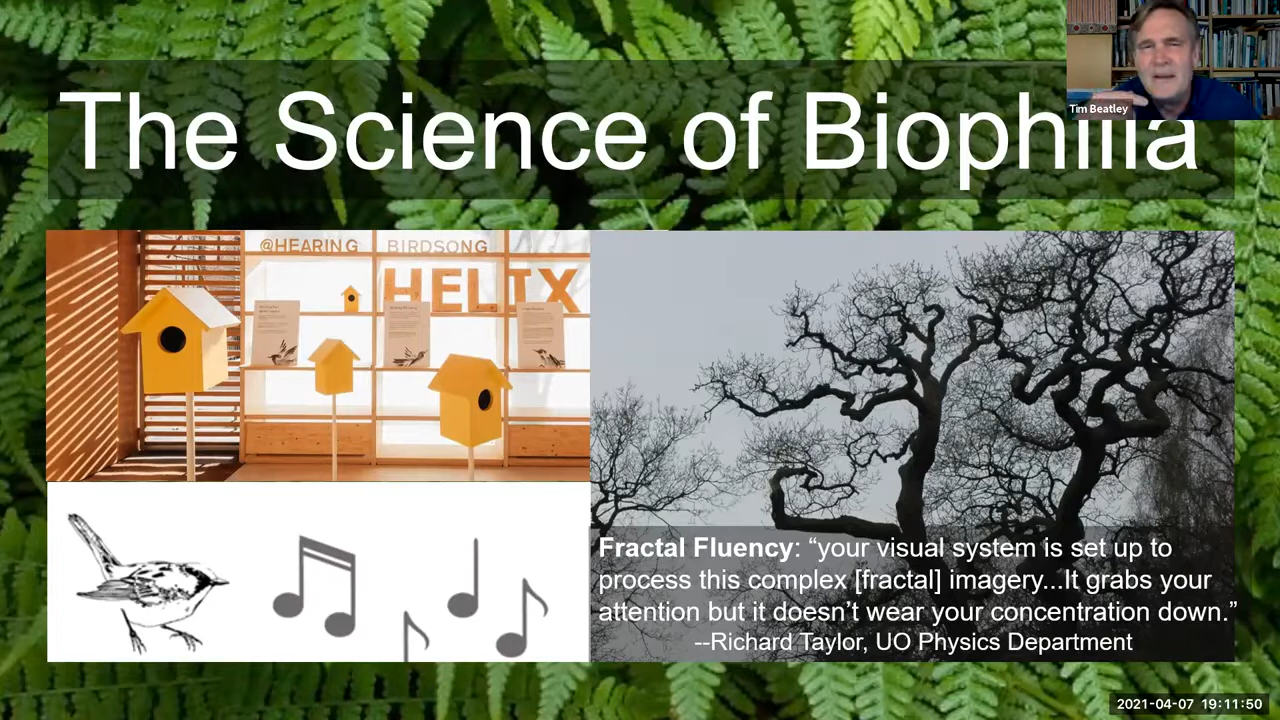 The Science of Biophilia
Tim Beatley
@HEARING BIRDSONG
HELIX
Fractal Fluency: “your visual system is set up to
process this complex [fractal] imagery...It grabs your
attention but it doesn’t wear your concentration down.”
--Richard Taylor, UO Physics Department
2021-04-07 19:11:50